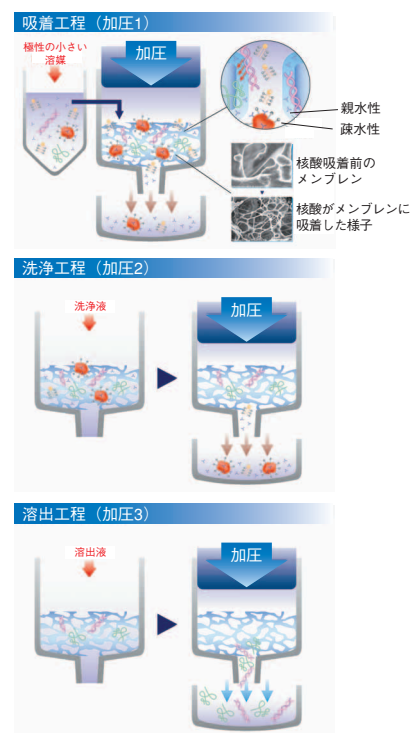 吸着工程（加圧1）
極性の小さい
溶媒
加圧
親水性
疎水性
核酸吸着前の
メンブレン
核酸がメンブレンに
吸着した様子
洗浄工程（加圧2）
洗浄液
加圧
溶出工程（加圧3）
溶出液
加圧